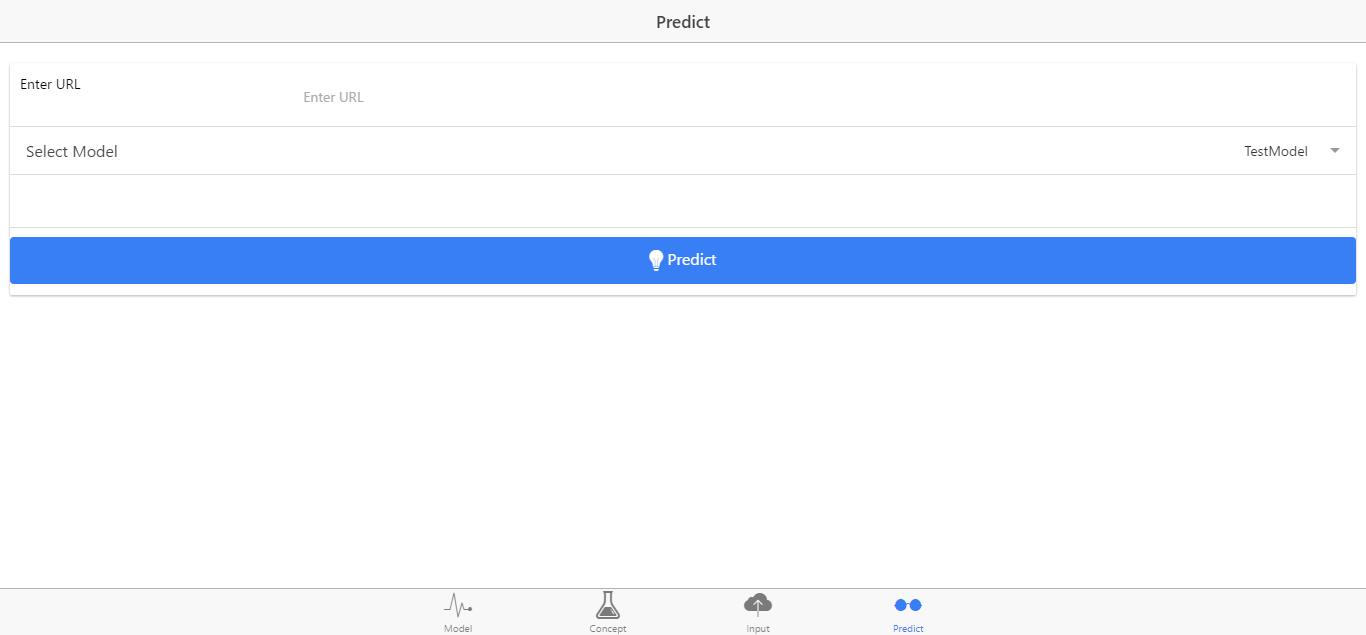 Predict
Enter URL
Enter URL
Select Model
TestModel
Predict
Model
Concept
Input
Predict